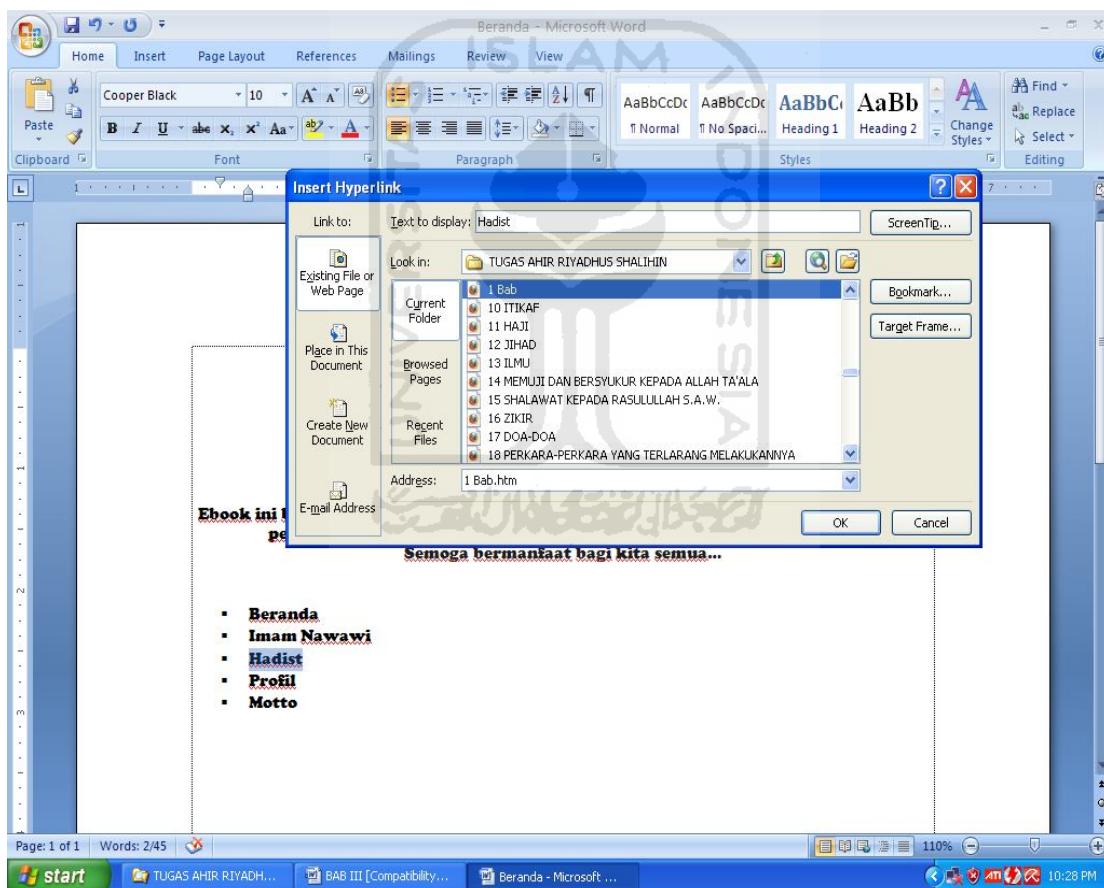 Beranda - Microsoft Word
Home Insert Page Layout References Mailings Review View
Paste
Cooper Black 10
AaBbCcDc AaBbCcDc AaBbC AaBb
¶ Normal ¶ No Spaci... Heading 1 Heading 2
Change Styles
Find
Replace
Select
Clipboard Font Paragraph Styles Editing
UNIVERSITAS ISLAM INDONESIA
Insert Hyperlink
Link to: Text to display: Hadist ScreenTip...
Existing File or Web Page
Look in: TUGAS AHIR RIYADHUS SHALIHIN
Place in This Document
Create New Document
E-mail Address
Current Folder
Browsed Pages
Recent Files
1 Bab
10 ITIKAF
11 HAJI
12 JIHAD
13 ILMU
14 MEMUJI DAN BERSYUKUR KEPADA ALLAH TA'ALA
15 SHALAWAT KEPADA RASULULLAH S.A.W.
16 ZIKIR
17 DOA-DOA
18 PERKARA-PERKARA YANG TERLARANG MELAKUKANNYA
Bookmark...
Target Frame...
Address: 1 Bab.htm
OK Cancel
Ebook ini
pe
Semoga bermanfaat bagi kita semua...
▪ Beranda
▪ Imam Nawawi
▪ Hadist
▪ Profil
▪ Motto
Page: 1 of 1 Words: 2/45 110%
start TUGAS AHIR RIYADH... BAB III [Compatibility... Beranda - Microsoft ... 10:28 PM